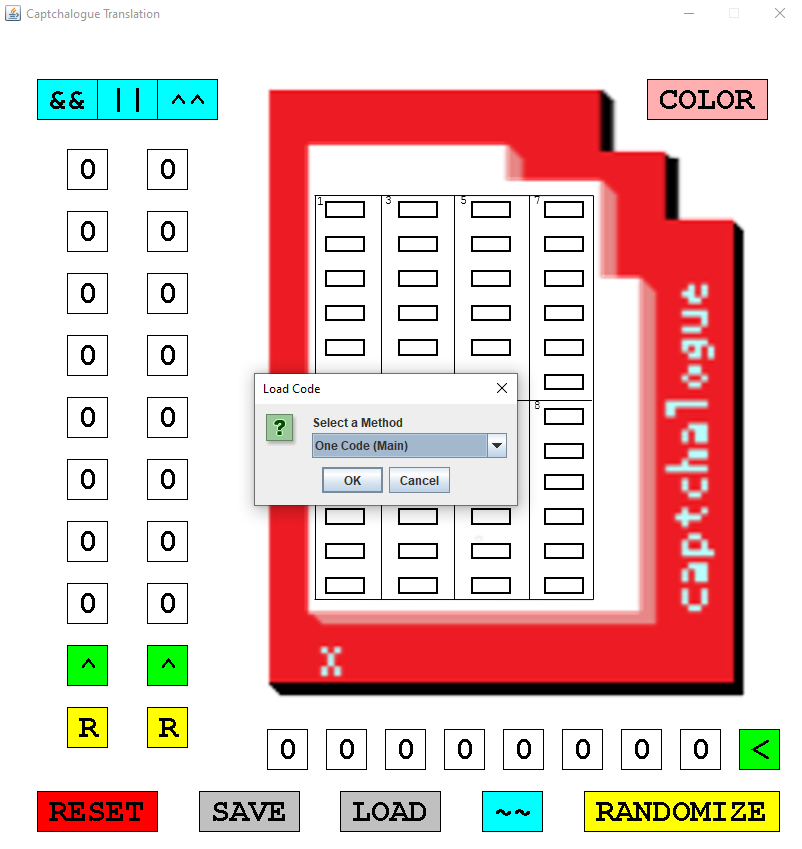 Captchalogue Translation
&& || ^^
COLOR
0 0
0 0
0 0
0 0
0 0
0 0
0 0
0 0
^ ^
R R
1 3 5 7
8
captchalogue
x
Load Code
?
Select a Method
One Code (Main)
OK Cancel
0 0 0 0 0 0 0 0 <
RESET SAVE LOAD ~~ RANDOMIZE